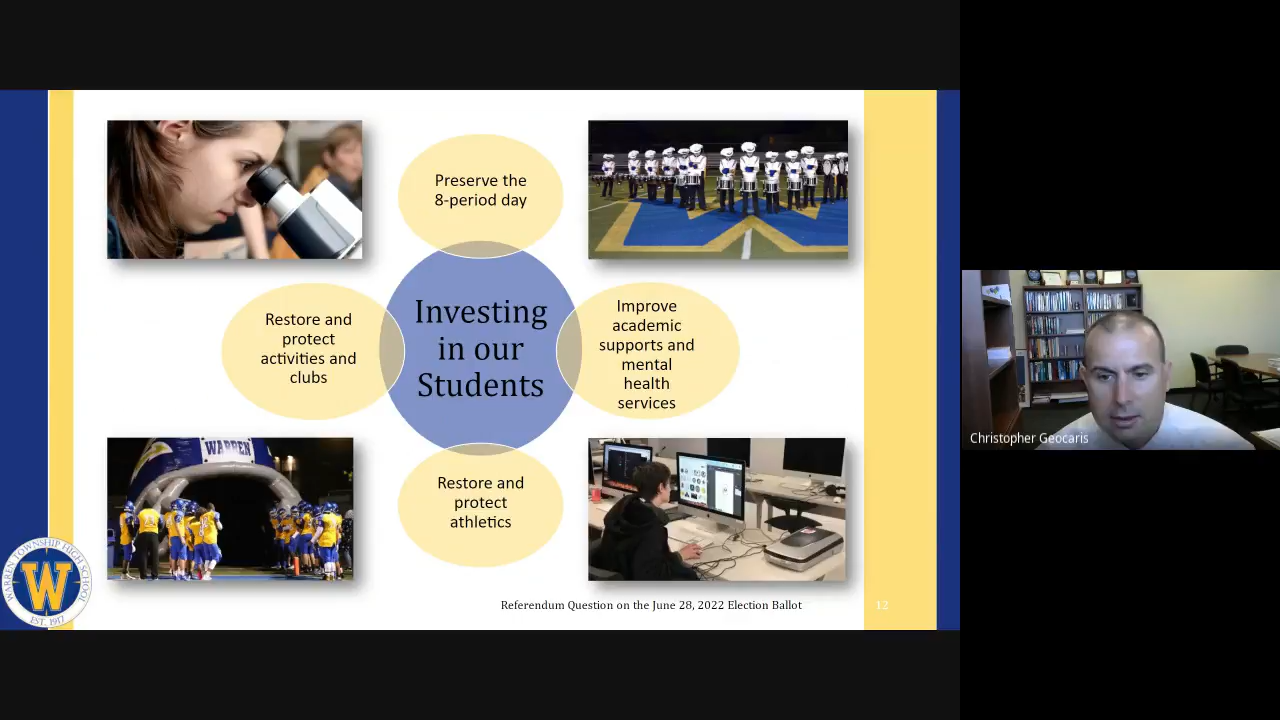 Preserve the
8-period day
Restore and
protect
activities and
clubs
Investing
in our
Students
Improve
academic
supports and
mental
health
services
Restore and
protect
athletics
WARREN
WARREN TOWNSHIP HIGH SCHOOL
W
EST. 1917
Referendum Question on the June 28, 2022 Election Ballot
12
Christopher Geocaris